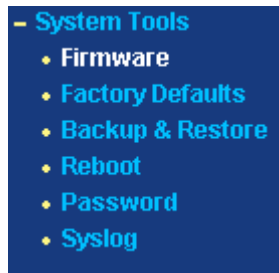 – System Tools
• Firmware
• Factory Defaults
• Backup & Restore
• Reboot
• Password
• Syslog